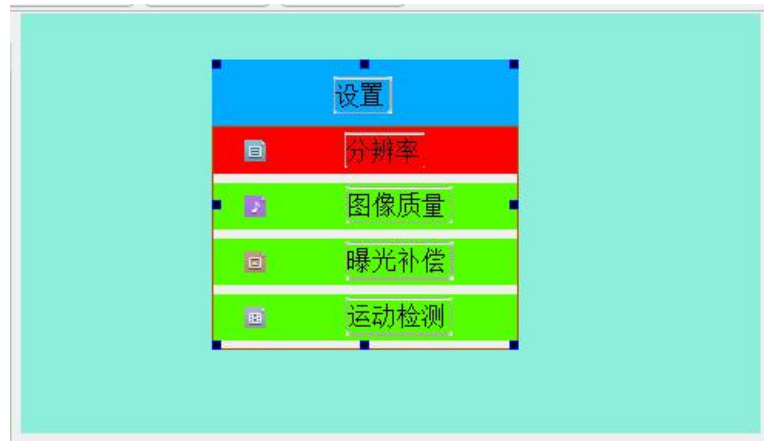 设置
分辨率
图像质量
曝光补偿
运动检测